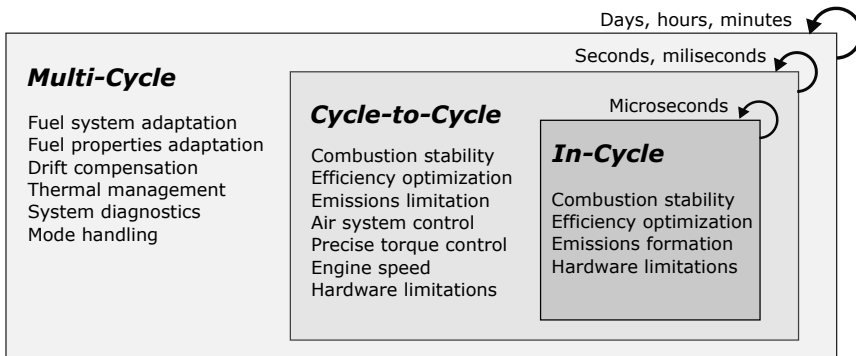 Days, hours, minutes
Seconds, miliseconds
Microseconds
Multi-Cycle
Fuel system adaptation
Fuel properties adaptation
Drift compensation
Thermal management
System diagnostics
Mode handling
Cycle-to-Cycle
Combustion stability
Efficiency optimization
Emissions limitation
Air system control
Precise torque control
Engine speed
Hardware limitations
In-Cycle
Combustion stability
Efficiency optimization
Emissions formation
Hardware limitations